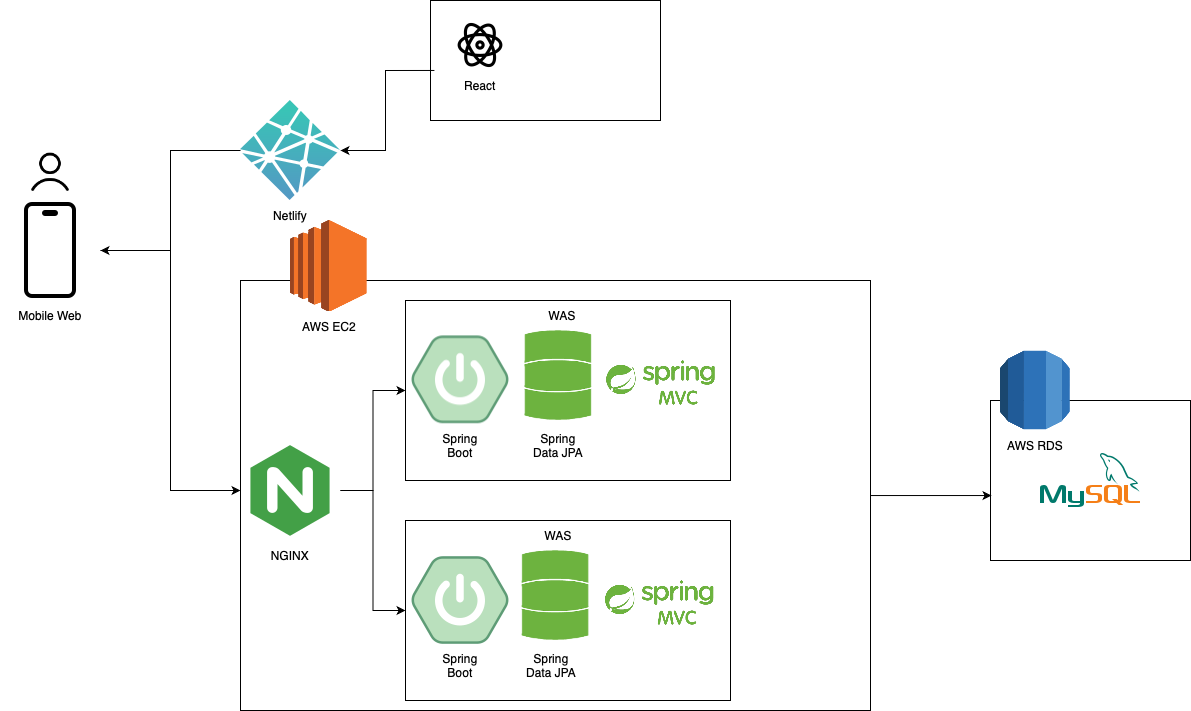 React
Netlify
Mobile Web
AWS EC2
WAS
spring
MVC
Spring
Boot
Spring
Data JPA
NGINX
WAS
spring
MVC
Spring
Boot
Spring
Data JPA
AWS RDS
MySQL